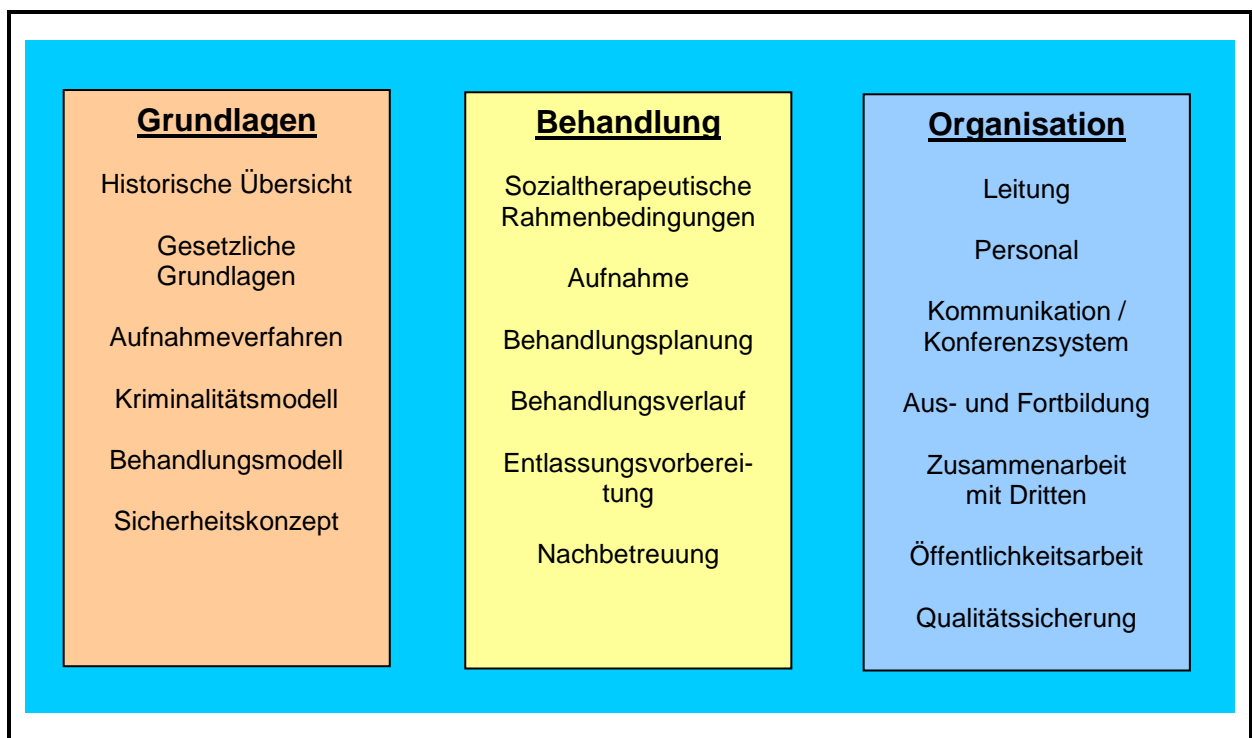 Grundlagen
Historische Übersicht
Gesetzliche
Grundlagen
Aufnahmeverfahren
Kriminalitätsmodell
Behandlungsmodell
Sicherheitskonzept
Behandlung
Sozialtherapeutische
Rahmenbedingungen
Aufnahme
Behandlungsplanung
Behandlungsverlauf
Entlassungsvorberei-
tung
Nachbetreuung
Organisation
Leitung
Personal
Kommunikation /
Konferenzsystem
Aus- und Fortbildung
Zusammenarbeit
mit Dritten
Öffentlichkeitsarbeit
Qualitätssicherung